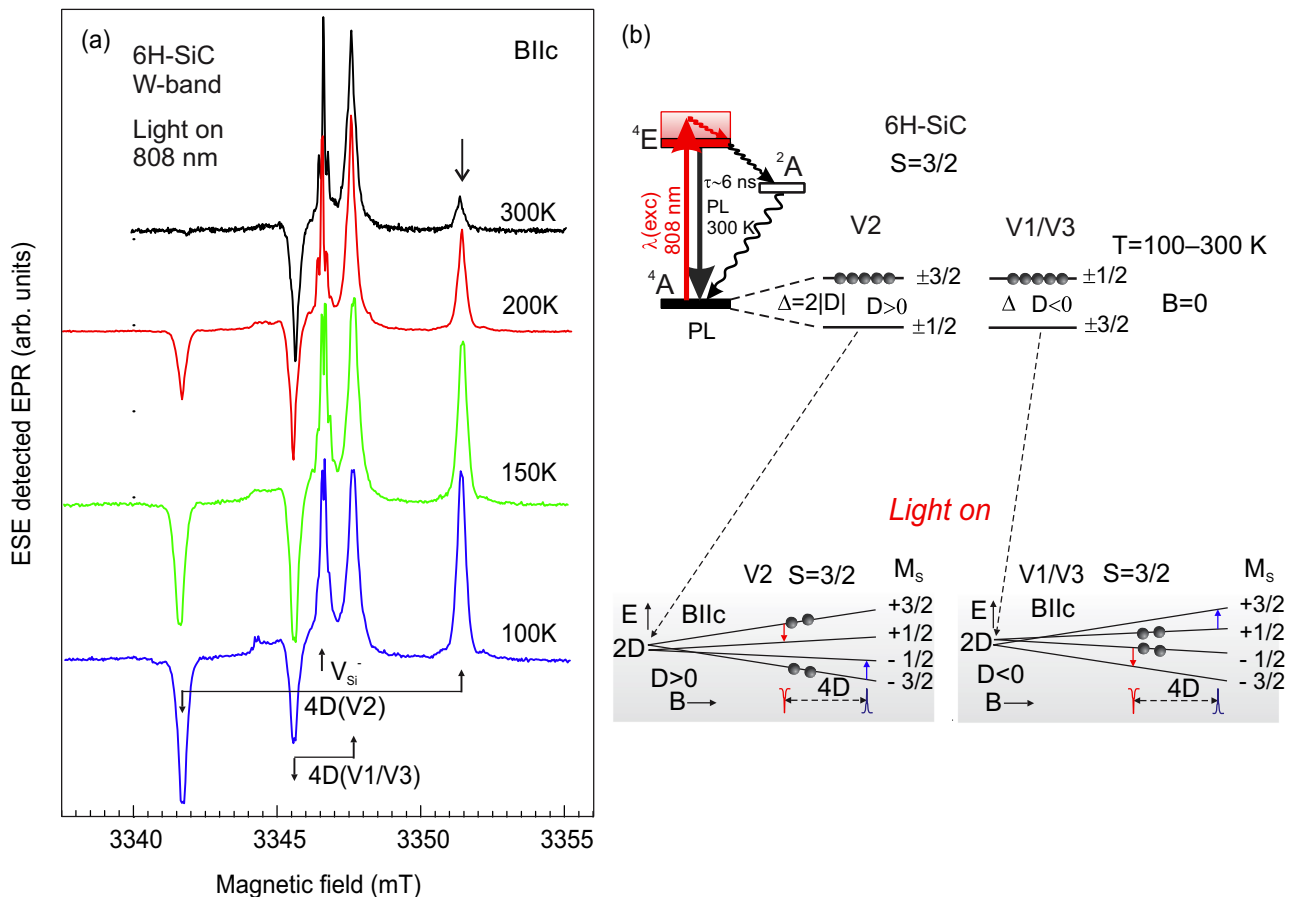 (a)
6H-SiC
W-band
Light on
808 nm
BIIc
300K
200K
150K
100K
V⁻Si
4D(V2)
4D(V1/V3)
ESE detected EPR (arb. units)
3340
3345
3350
3355
Magnetic field (mT)
(b)
6H-SiC
S=3/2
⁴E
²A
τ~6 ns
PL
300 K
λ(exc)
808 nm
⁴A
PL
V2
V1/V3
T=100–300 K
B=0
±3/2
±1/2
Δ=2|D|
D>0
Δ
D<0
±1/2
±3/2
Light on
V2 S=3/2
Ms
E
BIIc
2D
D>0
B
+3/2
+1/2
- 1/2
- 3/2
4D
V1/V3 S=3/2
Ms
E
BIIc
2D
D<0
B
+3/2
+1/2
- 1/2
- 3/2
4D